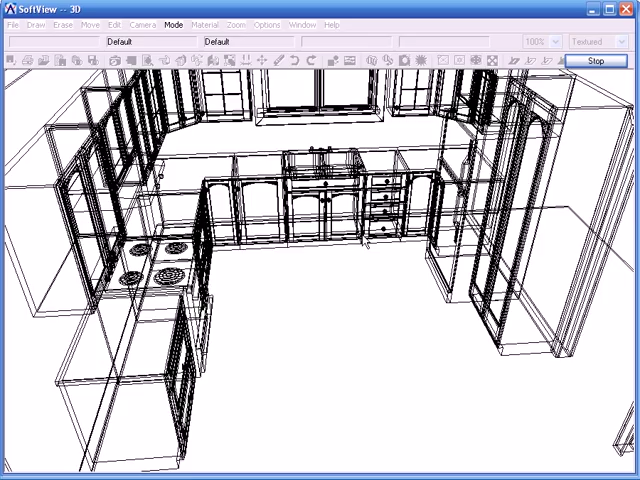 SoftView -- 3D
File Draw Erase Move Edit Camera Mode Material Zoom Options Window Help
Default Default 100% Textured
Stop